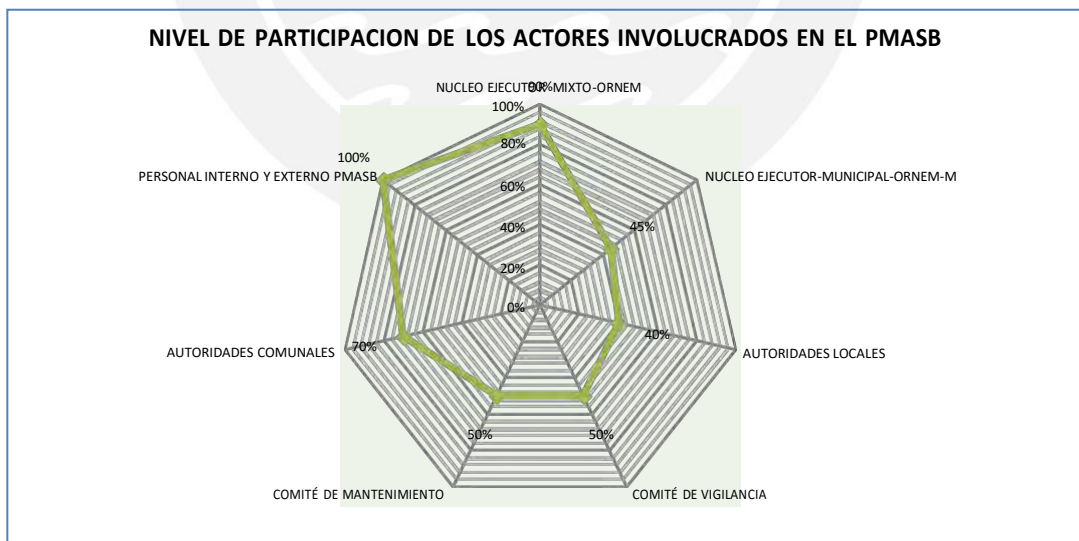 NIVEL DE PARTICIPACION DE LOS ACTORES INVOLUCRADOS EN EL PMASB
90%
NUCLEO EJECUTOR MIXTO-ORNEM
100%
100%
PERSONAL INTERNO Y EXTERNO PMASB
80%
NUCLEO EJECUTOR-MUNICIPAL-ORNEM-M
60%
45%
40%
20%
0%
70%
AUTORIDADES COMUNALES
40%
AUTORIDADES LOCALES
50%
50%
COMITÉ DE MANTENIMIENTO
COMITÉ DE VIGILANCIA